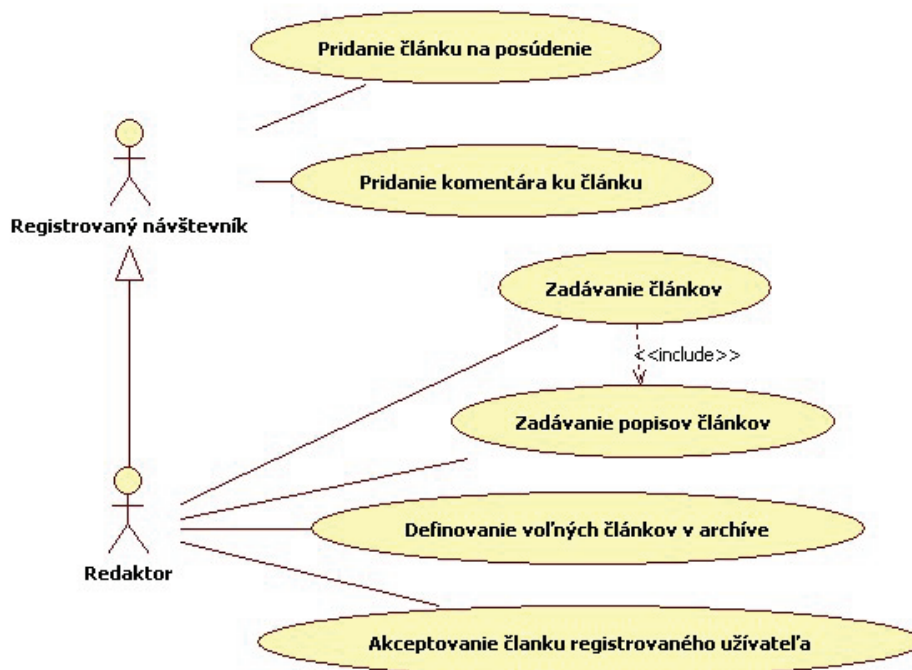 Pridanie článku na posúdenie
Pridanie komentára ku článku
Registrovaný návštevník
Zadávanie článkov
<<include>>
Zadávanie popisov článkov
Definovanie voľných článkov v archíve
Redaktor
Akceptovanie članku registrovaného užívateľa